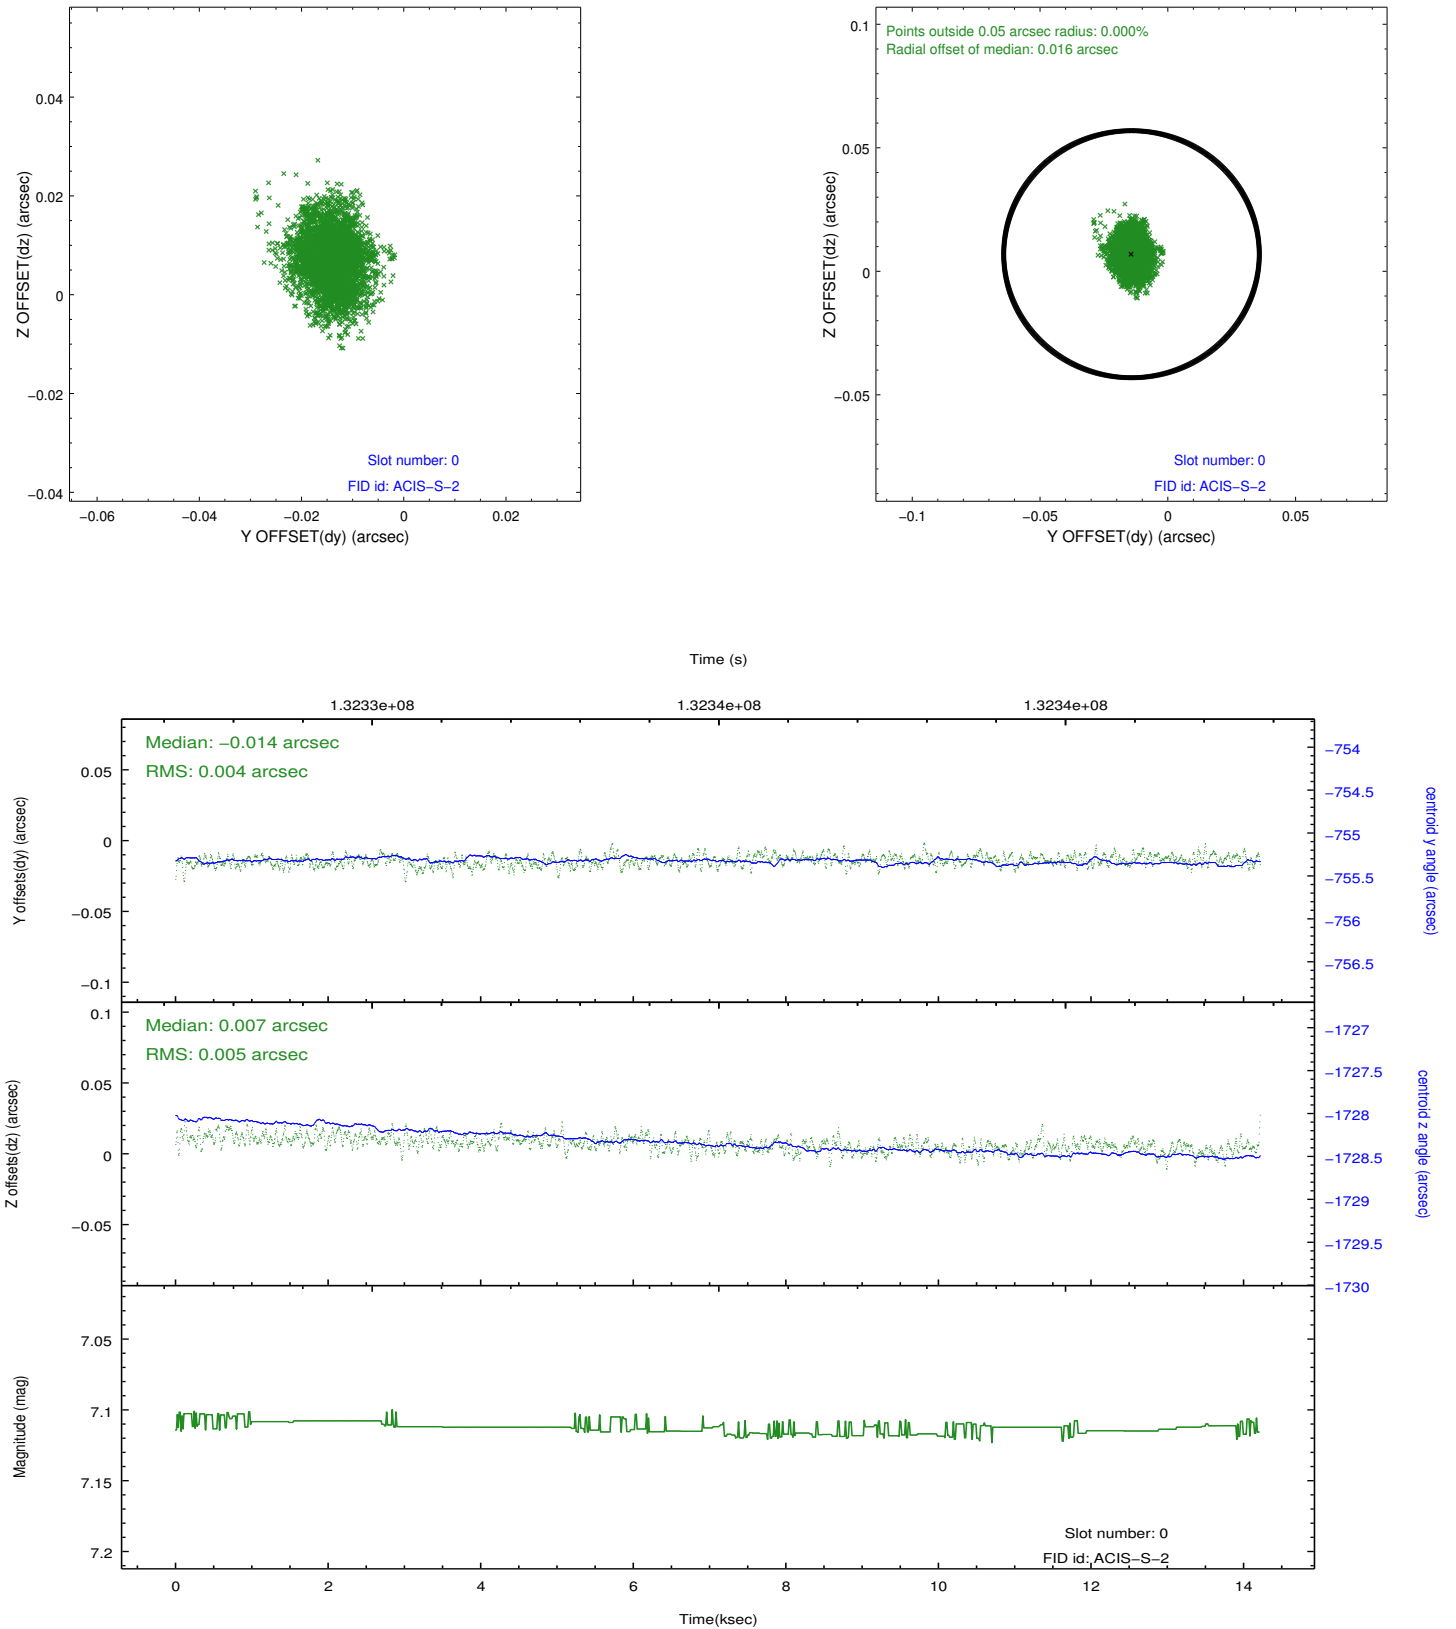 0.04
0.02
0
−0.02
−0.04
Z OFFSET(dz) (arcsec)
Slot number: 0
FID id: ACIS−S−2
−0.06
−0.04
−0.02
0
0.02
Y OFFSET(dy) (arcsec)
Points outside 0.05 arcsec radius: 0.000%
Radial offset of median: 0.016 arcsec
0.1
0.05
0
−0.05
Z OFFSET(dz) (arcsec)
Slot number: 0
FID id: ACIS−S−2
−0.1
−0.05
0
0.05
Y OFFSET(dy) (arcsec)
Time (s)
1.3233e+08
1.3234e+08
1.3234e+08
Median: −0.014 arcsec
RMS: 0.004 arcsec
0.05
0
−0.05
−0.1
Y offsets(dy) (arcsec)
−754
−754.5
−755
−755.5
−756
−756.5
centroid y angle (arcsec)
Median: 0.007 arcsec
RMS: 0.005 arcsec
0.1
0.05
0
−0.05
Z offsets(dz) (arcsec)
−1727
−1727.5
−1728
−1728.5
−1729
−1729.5
−1730
centroid z angle (arcsec)
7.05
7.1
7.15
7.2
Magnitude (mag)
Slot number: 0
FID id: ACIS−S−2
0
2
4
6
8
10
12
14
Time(ksec)